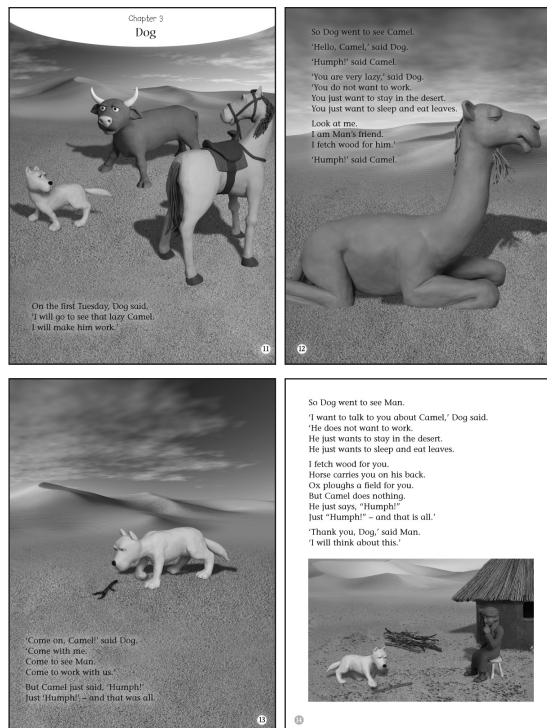 Chapter 3
Dog
On the first Tuesday, Dog said,
'I will go to see that lazy Camel.
I will make him work.'
11
So Dog went to see Camel.
'Hello, Camel,' said Dog.
'Humph!' said Camel.
'You are very lazy,' said Dog.
'You do not want to work.
You just want to stay in the desert.
You just want to sleep and eat leaves.
Look at me.
I am Man's friend.
I fetch wood for him.'
'Humph!' said Camel.
12
'Come on, Camel!' said Dog.
'Come with me.
Come to see Man.
Come to work with us.'
But Camel just said, 'Humph!'
Just 'Humph!' – and that was all.
13
So Dog went to see Man.
'I want to talk to you about Camel,' Dog said.
'He does not want to work.
He just wants to stay in the desert.
He just wants to sleep and eat leaves.
I fetch wood for you.
Horse carries you on his back.
Ox ploughs a field for you.
But Camel does nothing.
He just says, "Humph!"
Just "Humph!" – and that is all.'
'Thank you, Dog,' said Man.
'I will think about this.'
14